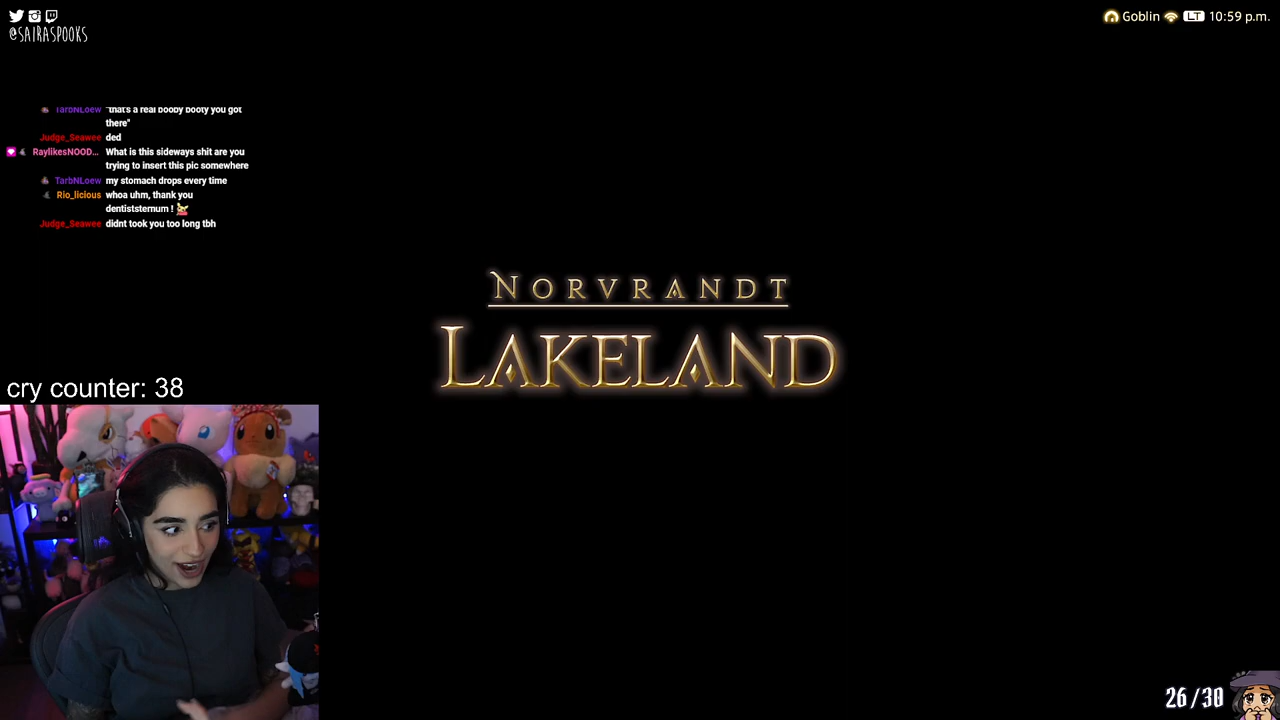 @SAIRASPOOKS
Goblin LT 10:59 p.m.
TarbNLoew "that's a real booby booty you got
there"
Judge_Seawee ded
RaylikesNOOD... What is this sideways shit are you
trying to insert this pic somewhere
TarbNLoew my stomach drops every time
Rio_licious whoa uhm, thank you
dentiststernum !
Judge_Seawee didnt took you too long tbh
NORVRANDT
LAKELAND
cry counter: 38
26/30